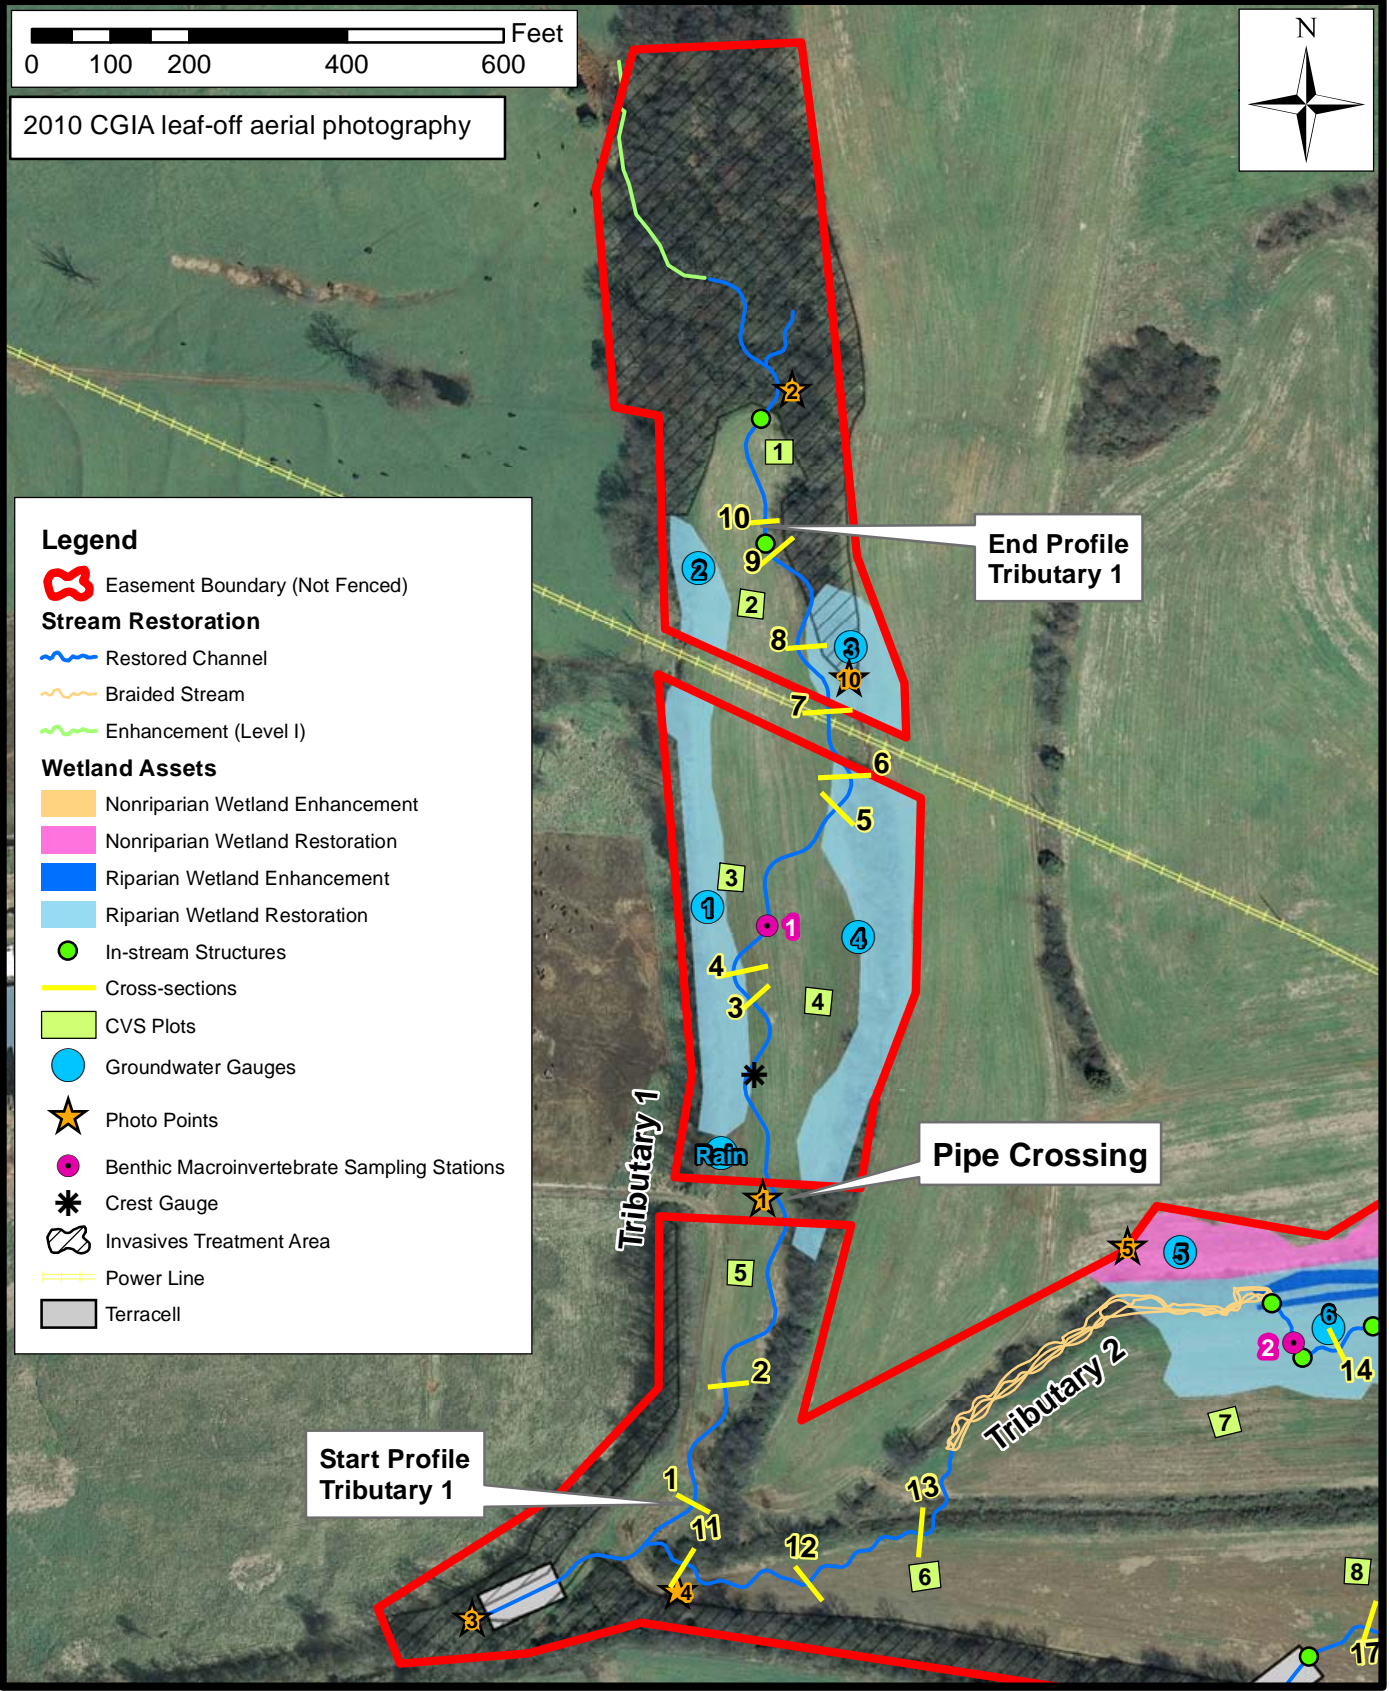 Feet
0 100 200 400 600
2010 CGIA leaf-off aerial photography
N
2
1
10
End Profile
Tributary 1
9
2
2
8
3
10
7
6
5
3
1
1
4
4
3
4
Legend
Easement Boundary (Not Fenced)
Stream Restoration
Restored Channel
Braided Stream
Enhancement (Level I)
Wetland Assets
Nonriparian Wetland Enhancement
Nonriparian Wetland Restoration
Riparian Wetland Enhancement
Riparian Wetland Restoration
In-stream Structures
Cross-sections
CVS Plots
Groundwater Gauges
Photo Points
Benthic Macroinvertebrate Sampling Stations
Crest Gauge
Invasives Treatment Area
Power Line
Terracell
Tributary 1
Rain
Pipe Crossing
1
5
5
5
6
2
14
Tributary 2
2
7
Start Profile
Tributary 1
1
13
11
12
6
8
4
3
17